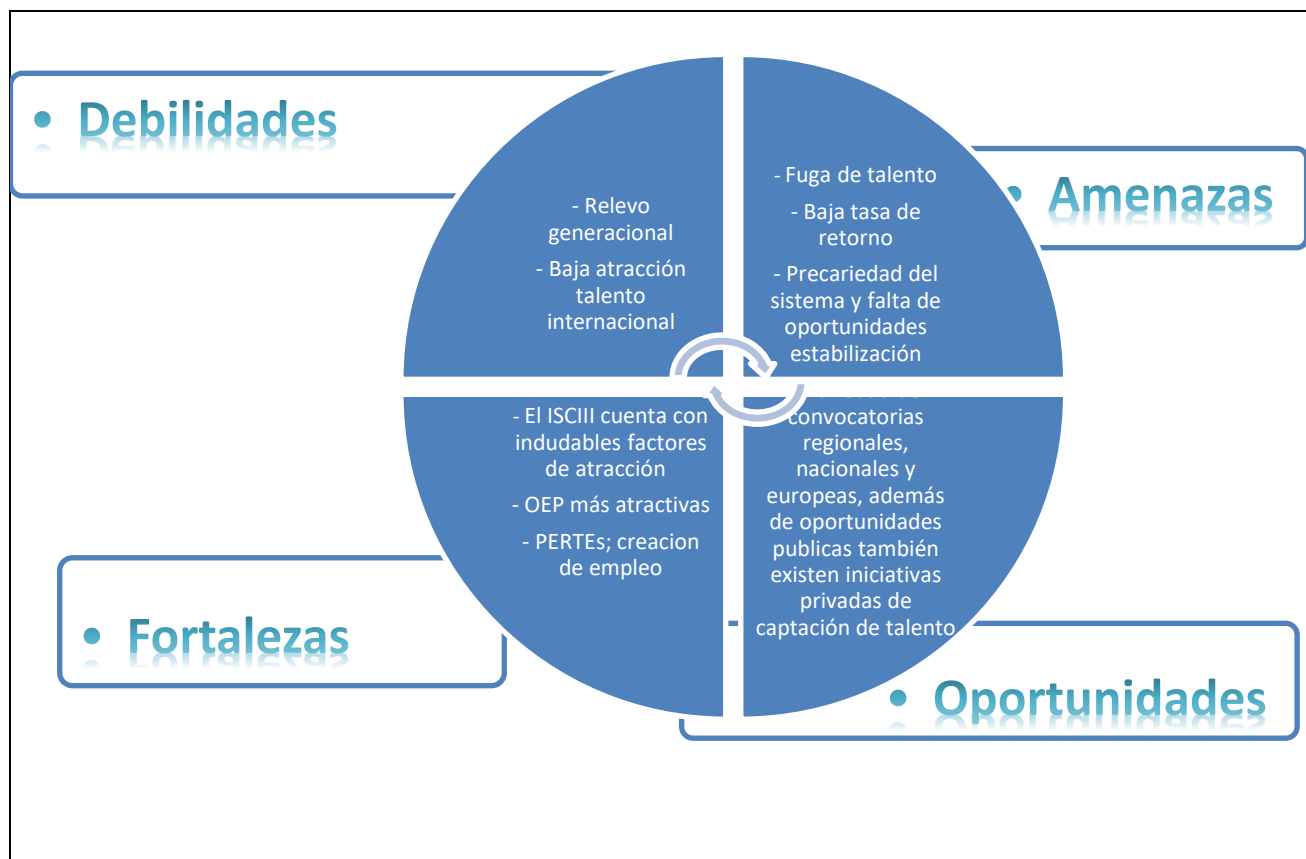 • Debilidades
- Relevo
generacional
- Baja atracción
talento
internacional
• Amenazas
- Fuga de talento
- Baja tasa de
retorno
- Precariedad del
sistema y falta de
oportunidades
estabilización
• Fortalezas
- El ISCIII cuenta con
indudables factores
de atracción
- OEP más atractivas
- PERTEs; creacion
de empleo
• Oportunidades
convocatorias
regionales,
nacionales y
europeas, además
de oportunidades
publicas también
existen iniciativas
privadas de
captación de talento